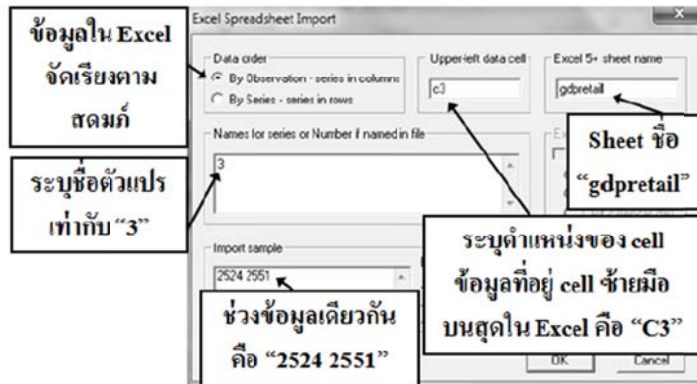 Excel Spreadsheet Import
ข้อมูลใน Excel
จัดเรียงตาม
สดมภ์
Data order
By Observation - series in columns
By Series - series in rows
Upper-left data cell
c3
Excel 5+ sheet name
gdpretail
Names for series or Number if named in file
3
Sheet ชื่อ
“gdpretail”
ระบุชื่อตัวแปร
เท่ากับ “3”
ระบุตำแหน่งของ cell
ข้อมูลที่อยู่ cell ซ้ายมือ
บนสุดใน Excel คือ “C3”
Import sample
2524 2551
ช่วงข้อมูลเดียวกัน
คือ “2524 2551”
OK
Cancel